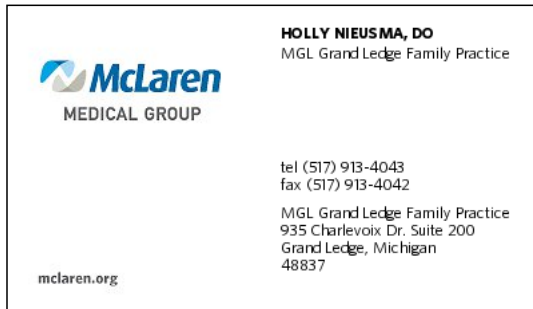 HOLLY NIEUSMA, DO
MGL Grand Ledge Family Practice
McLaren
MEDICAL GROUP
tel (517) 913-4043
fax (517) 913-4042
MGL Grand Ledge Family Practice
935 Charlevoix Dr. Suite 200
Grand Ledge, Michigan
48837
mclaren.org